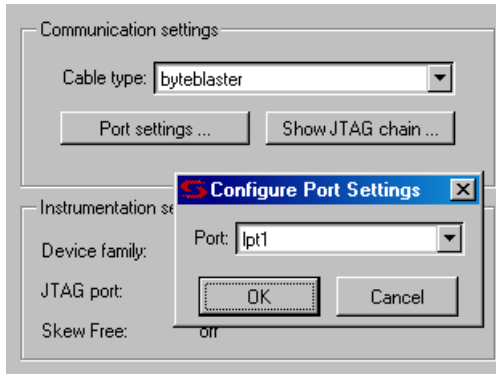 Communication settings
Cable type: byteblaster
Port settings ... Show JTAG chain ...
Configure Port Settings
Instrumentation se
Port: lpt1
Device family:
JTAG port:
OK Cancel
Skew Free: off